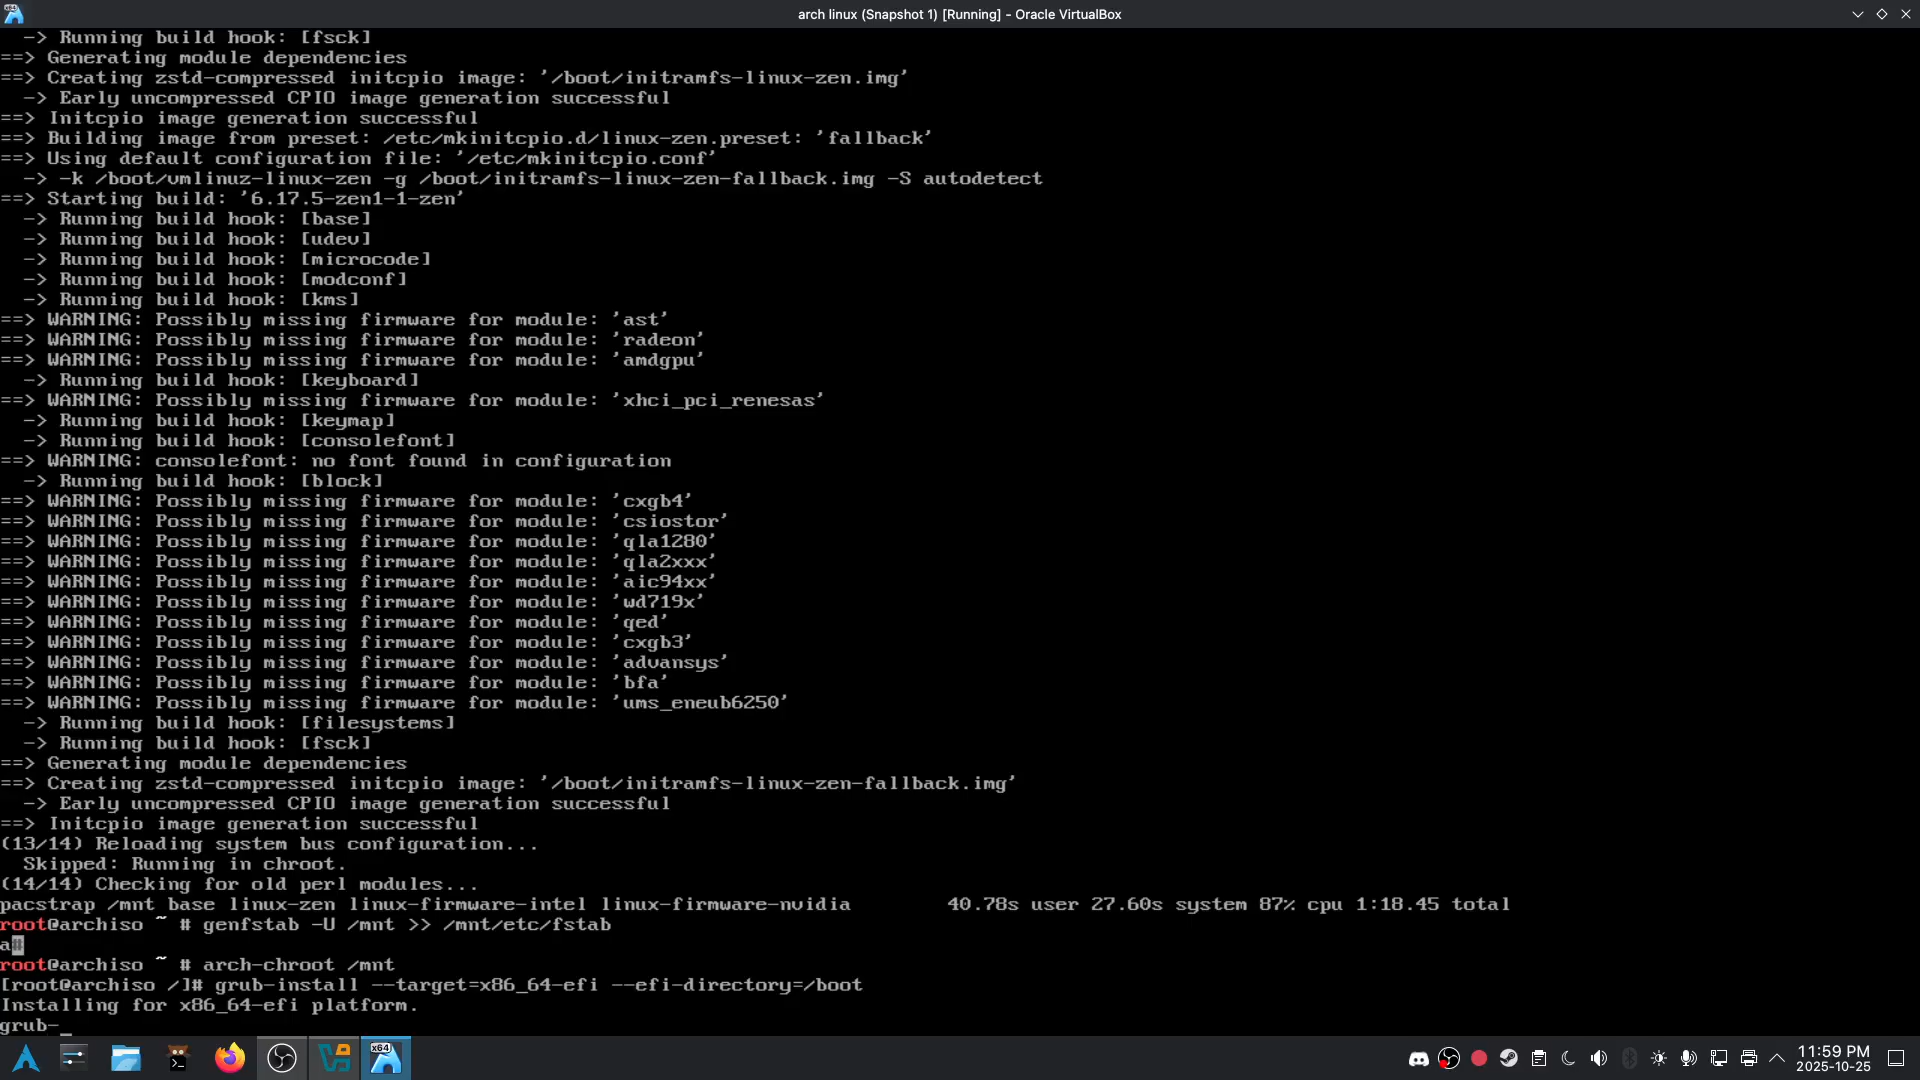 arch linux (Snapshot 1) [Running] - Oracle VirtualBox
  -> Running build hook: [fsck]
==> Generating module dependencies
==> Creating zstd-compressed initcpio image: '/boot/initramfs-linux-zen.img'
  -> Early uncompressed CPIO image generation successful
==> Initcpio image generation successful
==> Building image from preset: /etc/mkinitcpio.d/linux-zen.preset: 'fallback'
==> Using default configuration file: '/etc/mkinitcpio.conf'
  -> -k /boot/vmlinuz-linux-zen -g /boot/initramfs-linux-zen-fallback.img -S autodetect
==> Starting build: '6.17.5-zen1-1-zen'
  -> Running build hook: [base]
  -> Running build hook: [udev]
  -> Running build hook: [microcode]
  -> Running build hook: [modconf]
  -> Running build hook: [kms]
==> WARNING: Possibly missing firmware for module: 'ast'
==> WARNING: Possibly missing firmware for module: 'radeon'
==> WARNING: Possibly missing firmware for module: 'amdgpu'
  -> Running build hook: [keyboard]
==> WARNING: Possibly missing firmware for module: 'xhci_pci_renesas'
  -> Running build hook: [keymap]
  -> Running build hook: [consolefont]
==> WARNING: consolefont: no font found in configuration
  -> Running build hook: [block]
==> WARNING: Possibly missing firmware for module: 'cxgb4'
==> WARNING: Possibly missing firmware for module: 'csiostor'
==> WARNING: Possibly missing firmware for module: 'qla1280'
==> WARNING: Possibly missing firmware for module: 'qla2xxx'
==> WARNING: Possibly missing firmware for module: 'aic94xx'
==> WARNING: Possibly missing firmware for module: 'wd719x'
==> WARNING: Possibly missing firmware for module: 'qed'
==> WARNING: Possibly missing firmware for module: 'cxgb3'
==> WARNING: Possibly missing firmware for module: 'advansys'
==> WARNING: Possibly missing firmware for module: 'bfa'
==> WARNING: Possibly missing firmware for module: 'ums_eneub6250'
  -> Running build hook: [filesystems]
  -> Running build hook: [fsck]
==> Generating module dependencies
==> Creating zstd-compressed initcpio image: '/boot/initramfs-linux-zen-fallback.img'
  -> Early uncompressed CPIO image generation successful
==> Initcpio image generation successful
(13/14) Reloading system bus configuration...
  Skipped: Running in chroot.
(14/14) Checking for old perl modules...
pacstrap /mnt base linux-zen linux-firmware-intel linux-firmware-nvidia        40.78s user 27.60s system 87% cpu 1:18.45 total
root@archiso ~ # genfstab -U /mnt >> /mnt/etc/fstab
a#
root@archiso ~ # arch-chroot /mnt
[root@archiso /]# grub-install --target=x86_64-efi --efi-directory=/boot
Installing for x86_64-efi platform.
grub-_
x64
11:59 PM
2025-10-25